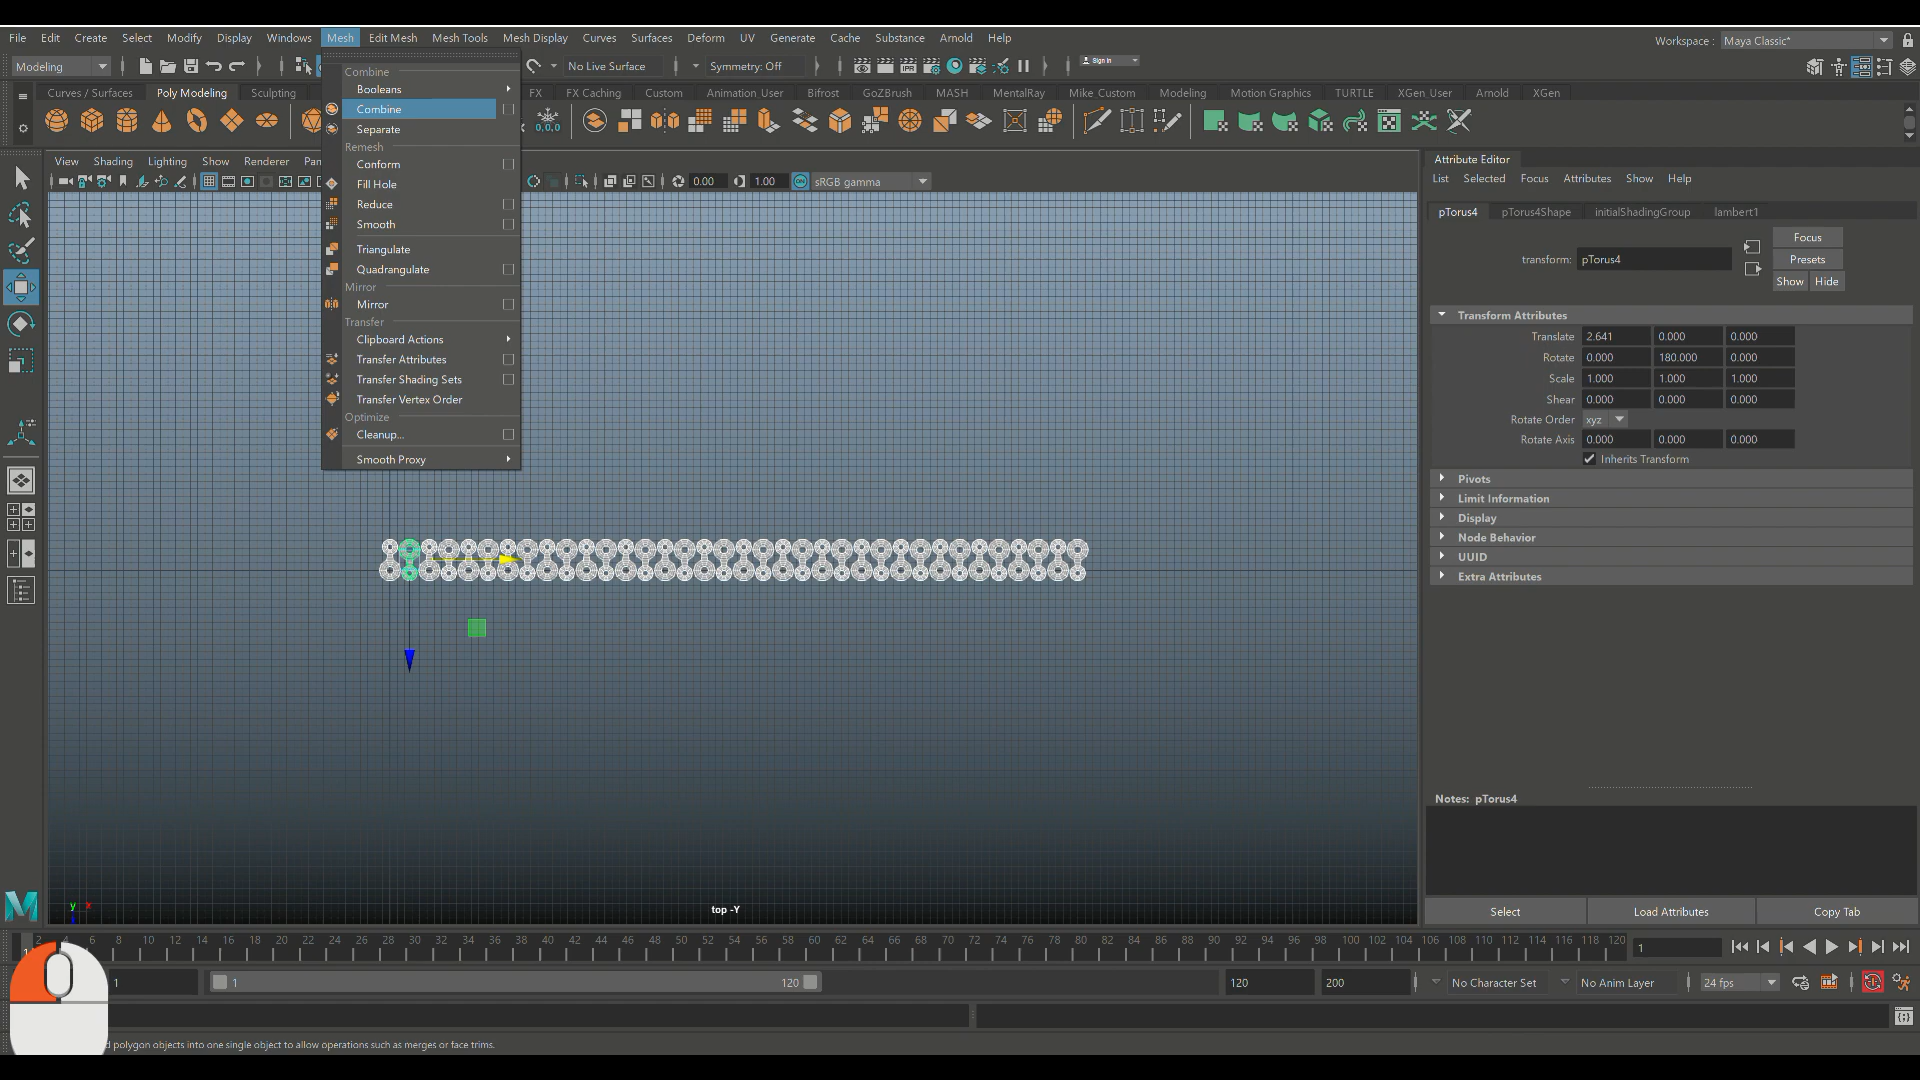 File Edit Create Select Modify Display Windows Mesh Edit Mesh Mesh Tools Mesh Display Curves Surfaces Deform UV Generate Cache Substance Arnold Help
Workspace : Maya Classic*
Modeling No Live Surface Symmetry: Off Sign In
Curves / Surfaces Poly Modeling Sculpting FX FX Caching Custom Animation_User Bifrost GoZBrush MASH MentalRay Mike_Custom Modeling Motion Graphics TURTLE XGen_User Arnold XGen
0,0,0
View Shading Lighting Show Renderer Pan
0.00 1.00 sRGB gamma
Combine
Booleans
Combine
Separate
Remesh
Conform
Fill Hole
Reduce
Smooth
Triangulate
Quadrangulate
Mirror
Mirror
Transfer
Clipboard Actions
Transfer Attributes
Transfer Shading Sets
Transfer Vertex Order
Optimize
Cleanup...
Smooth Proxy
Attribute Editor
List Selected Focus Attributes Show Help
pTorus4 pTorus4Shape initialShadingGroup lambert1
transform: pTorus4
Focus
Presets
Show Hide
Transform Attributes
Translate 2.641 0.000 0.000
Rotate 0.000 180.000 0.000
Scale 1.000 1.000 1.000
Shear 0.000 0.000 0.000
Rotate Order xyz
Rotate Axis 0.000 0.000 0.000
Inherits Transform
Pivots
Limit Information
Display
Node Behavior
UUID
Extra Attributes
Notes: pTorus4
Select Load Attributes Copy Tab
y x
top -Y
2 4 6 8 10 12 14 16 18 20 22 24 26 28 30 32 34 36 38 40 42 44 46 48 50 52 54 56 58 60 62 64 66 68 70 72 74 76 78 80 82 84 86 88 90 92 94 96 98 100 102 104 106 108 110 112 114 116 118 120
1
1 1 120 120 200 No Character Set No Anim Layer 24 fps
polygon objects into one single object to allow operations such as merges or face trims.